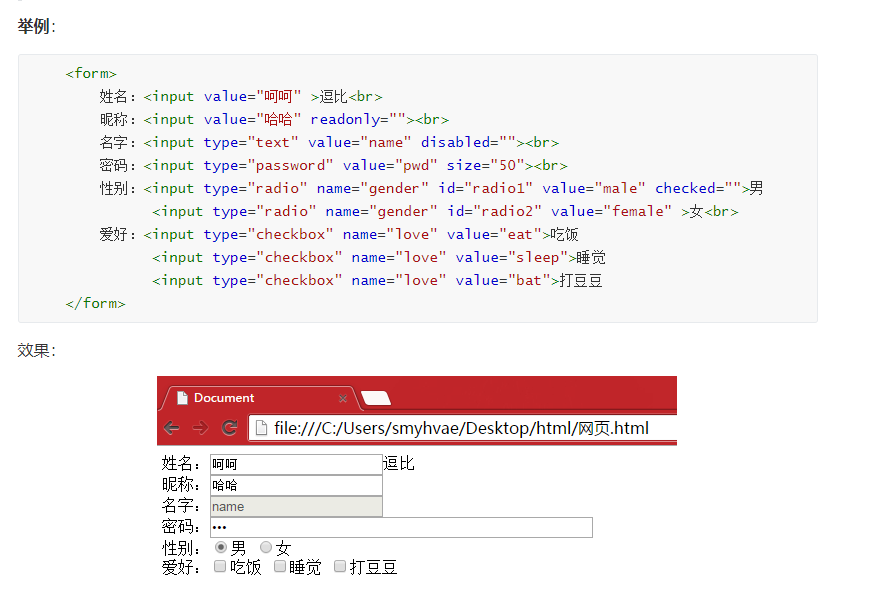 举例：
<form>
姓名：<input value="呵呵" >逗比<br>
昵称：<input value="哈哈" readonly=""><br>
名字：<input type="text" value="name" disabled=""><br>
密码：<input type="password" value="pwd" size="50"><br>
性别：<input type="radio" name="gender" id="radio1" value="male" checked="">男
<input type="radio" name="gender" id="radio2" value="female" >女<br>
爱好：<input type="checkbox" name="love" value="eat">吃饭
<input type="checkbox" name="love" value="sleep">睡觉
<input type="checkbox" name="love" value="bat">打豆豆
</form>
效果：
Document
file:///C:/Users/smyhvae/Desktop/html/网页.html
姓名：呵呵逗比
昵称：哈哈
名字：name
密码：•••
性别：男 女
爱好：吃饭 睡觉 打豆豆